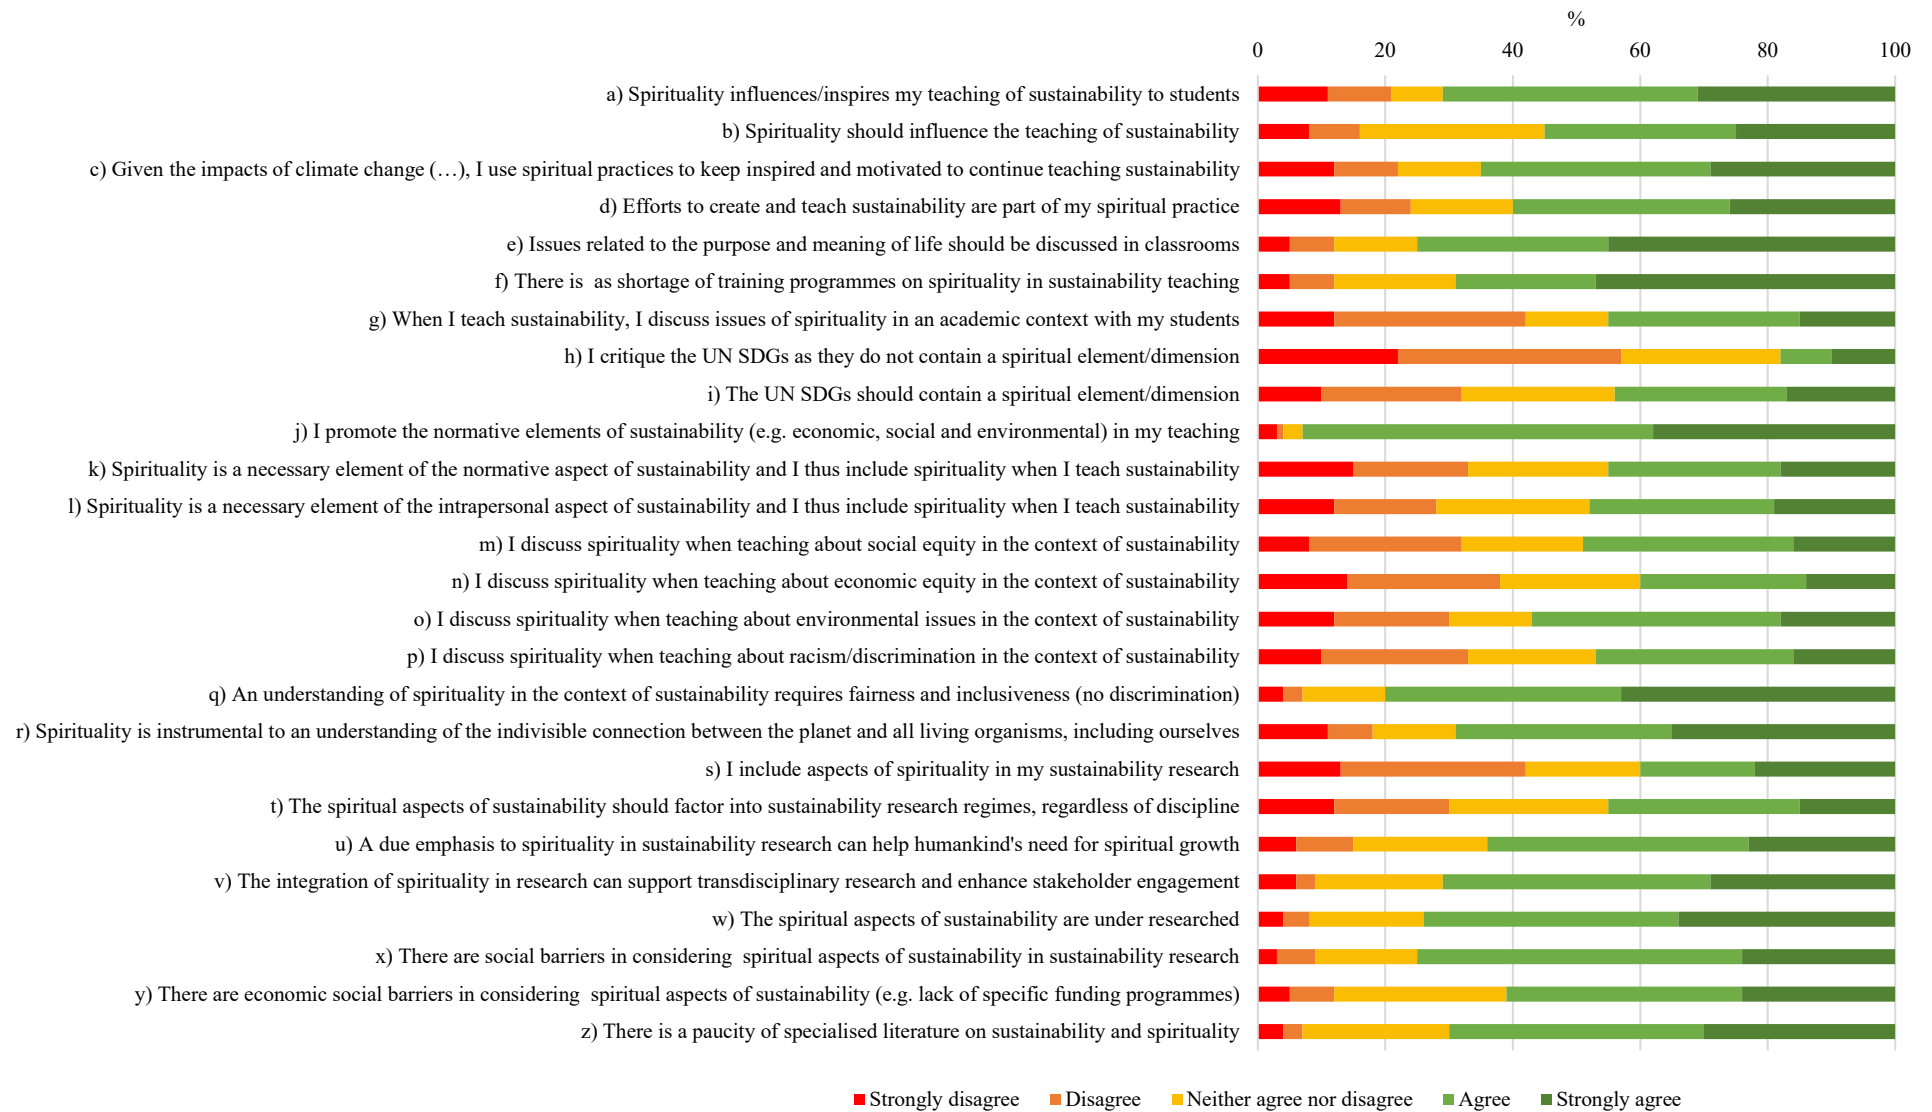 %
0 20 40 60 80 100
a) Spirituality influences/inspires my teaching of sustainability to students
b) Spirituality should influence the teaching of sustainability
c) Given the impacts of climate change (…), I use spiritual practices to keep inspired and motivated to continue teaching sustainability
d) Efforts to create and teach sustainability are part of my spiritual practice
e) Issues related to the purpose and meaning of life should be discussed in classrooms
f) There is  as shortage of training programmes on spirituality in sustainability teaching
g) When I teach sustainability, I discuss issues of spirituality in an academic context with my students
h) I critique the UN SDGs as they do not contain a spiritual element/dimension
i) The UN SDGs should contain a spiritual element/dimension
j) I promote the normative elements of sustainability (e.g. economic, social and environmental) in my teaching
k) Spirituality is a necessary element of the normative aspect of sustainability and I thus include spirituality when I teach sustainability
l) Spirituality is a necessary element of the intrapersonal aspect of sustainability and I thus include spirituality when I teach sustainability
m) I discuss spirituality when teaching about social equity in the context of sustainability
n) I discuss spirituality when teaching about economic equity in the context of sustainability
o) I discuss spirituality when teaching about environmental issues in the context of sustainability
p) I discuss spirituality when teaching about racism/discrimination in the context of sustainability
q) An understanding of spirituality in the context of sustainability requires fairness and inclusiveness (no discrimination)
r) Spirituality is instrumental to an understanding of the indivisible connection between the planet and all living organisms, including ourselves
s) I include aspects of spirituality in my sustainability research
t) The spiritual aspects of sustainability should factor into sustainability research regimes, regardless of discipline
u) A due emphasis to spirituality in sustainability research can help humankind's need for spiritual growth
v) The integration of spirituality in research can support transdisciplinary research and enhance stakeholder engagement
w) The spiritual aspects of sustainability are under researched
x) There are social barriers in considering  spiritual aspects of sustainability in sustainability research
y) There are economic social barriers in considering  spiritual aspects of sustainability (e.g. lack of specific funding programmes)
z) There is a paucity of specialised literature on sustainability and spirituality
Strongly disagree Disagree Neither agree nor disagree Agree Strongly agree